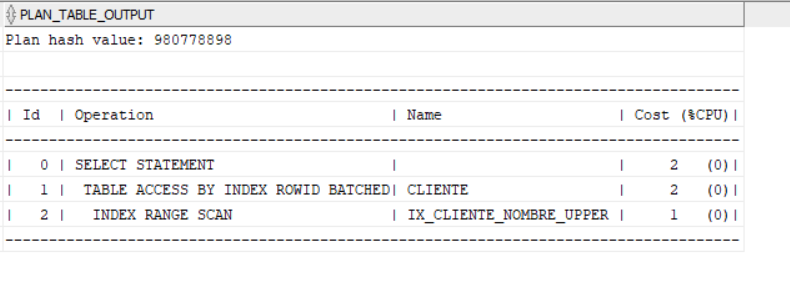 PLAN_TABLE_OUTPUT
Plan hash value: 980778898
------------------------------------------------------------------------------------
| Id  | Operation                           | Name                    | Cost (%CPU)|
------------------------------------------------------------------------------------
|   0 | SELECT STATEMENT                    |                         |     2   (0)|
|   1 |  TABLE ACCESS BY INDEX ROWID BATCHED| CLIENTE                 |     2   (0)|
|   2 |   INDEX RANGE SCAN                  | IX_CLIENTE_NOMBRE_UPPER |     1   (0)|
------------------------------------------------------------------------------------